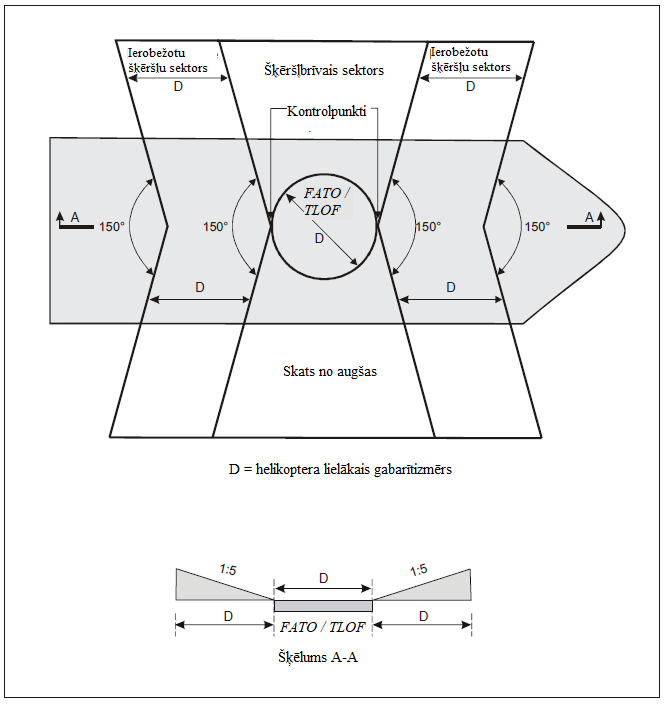 Ierobežotu
šķēršļu sektors
D
Šķēršļbrīvais sektors
Ierobežotu
šķēršļu sektors
D
Kontrolpunkti
FATO /
TLOF
D
A
150°
150°
150°
150°
A
D
D
Skats no augšas
D = helikoptera lielākais gabarītizmērs
1:5
D
1:5
D
FATO / TLOF
D
Šķēlums A-A